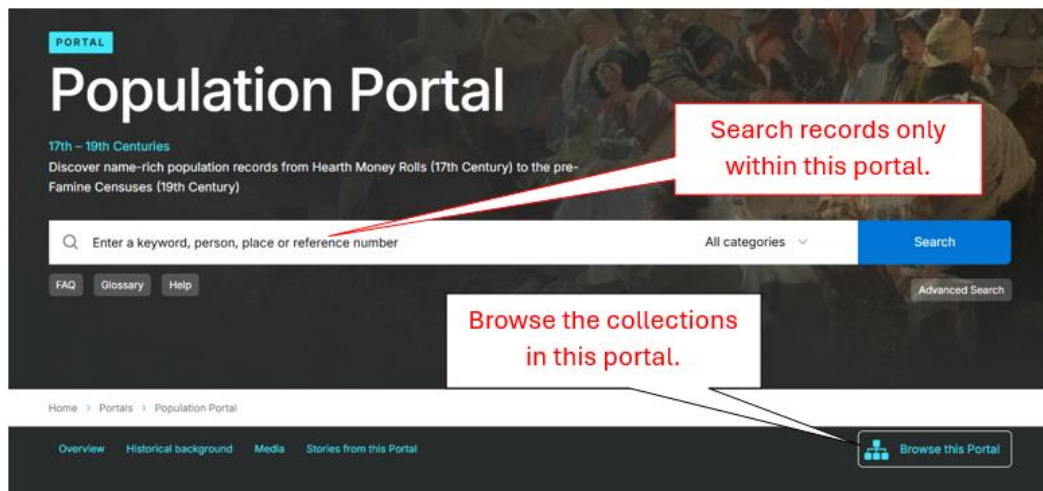 PORTAL
Population Portal
17th – 19th Centuries
Discover name-rich population records from Hearth Money Rolls (17th Century) to the pre-
Famine Censuses (19th Century)
Search records only
within this portal.
Enter a keyword, person, place or reference number
All categories
Search
FAQ
Glossary
Help
Advanced Search
Browse the collections
in this portal.
Home > Portals > Population Portal
Overview
Historical background
Media
Stories from this Portal
Browse this Portal